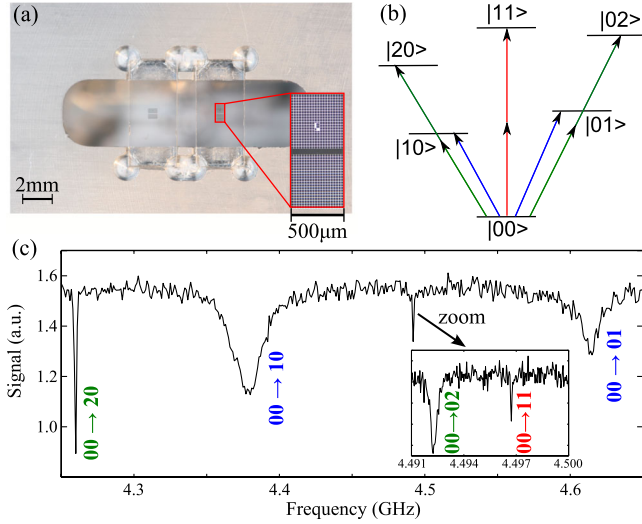 (a)
2mm
500μm
(b)
|11>
|02>
|20>
|10>
|01>
|00>
(c)
Signal (a.u.)
1.6
1.4
1.2
1.0
00 → 20
00 → 10
zoom
00 → 01
00 → 02
00 → 11
4.491
4.494
4.497
4.500
4.3
4.4
4.5
4.6
Frequency (GHz)